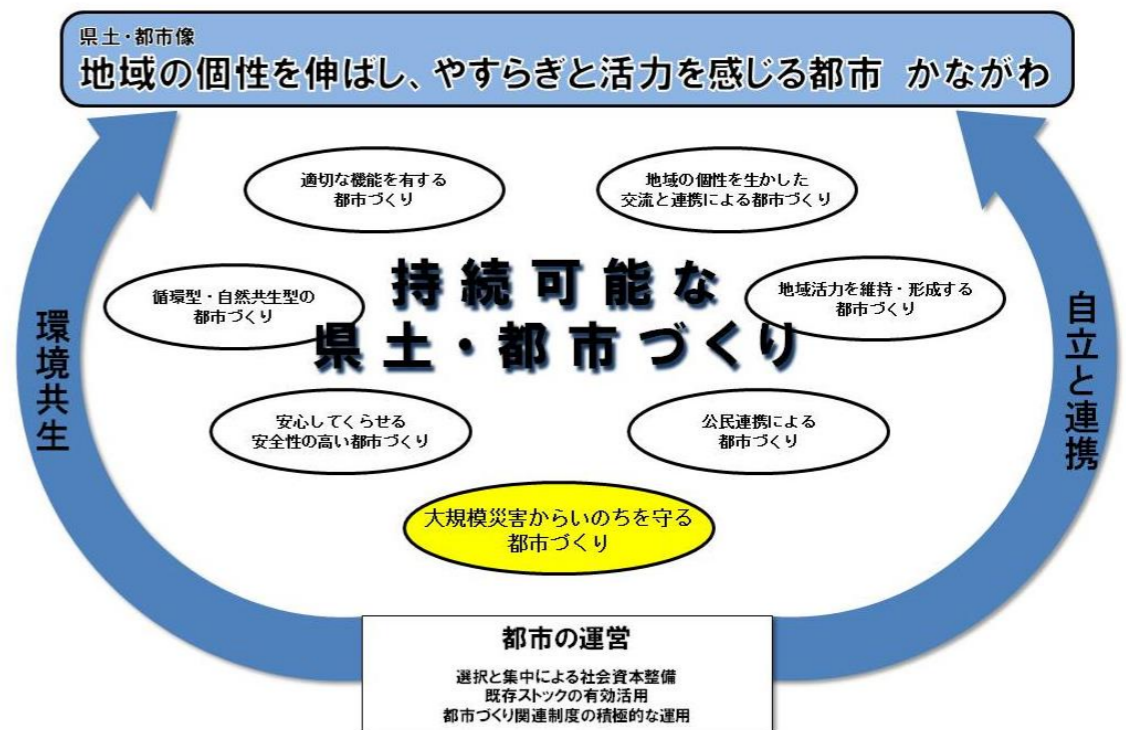 県土・都市像
地域の個性を伸ばし、やすらぎと活力を感じる都市 かながわ
適切な機能を有する
都市づくり
地域の個性を生かした
交流と連携による都市づくり
持続可能な
県土・都市づくり
循環型・自然共生型の
都市づくり
地域活力を維持・形成する
都市づくり
環境共生
自立と連携
安心してくらせる
安全性の高い都市づくり
公民連携による
都市づくり
大規模災害からいのちを守る
都市づくり
都市の運営
選択と集中による社会資本整備
既存ストックの有効活用
都市づくり関連制度の積極的な運用